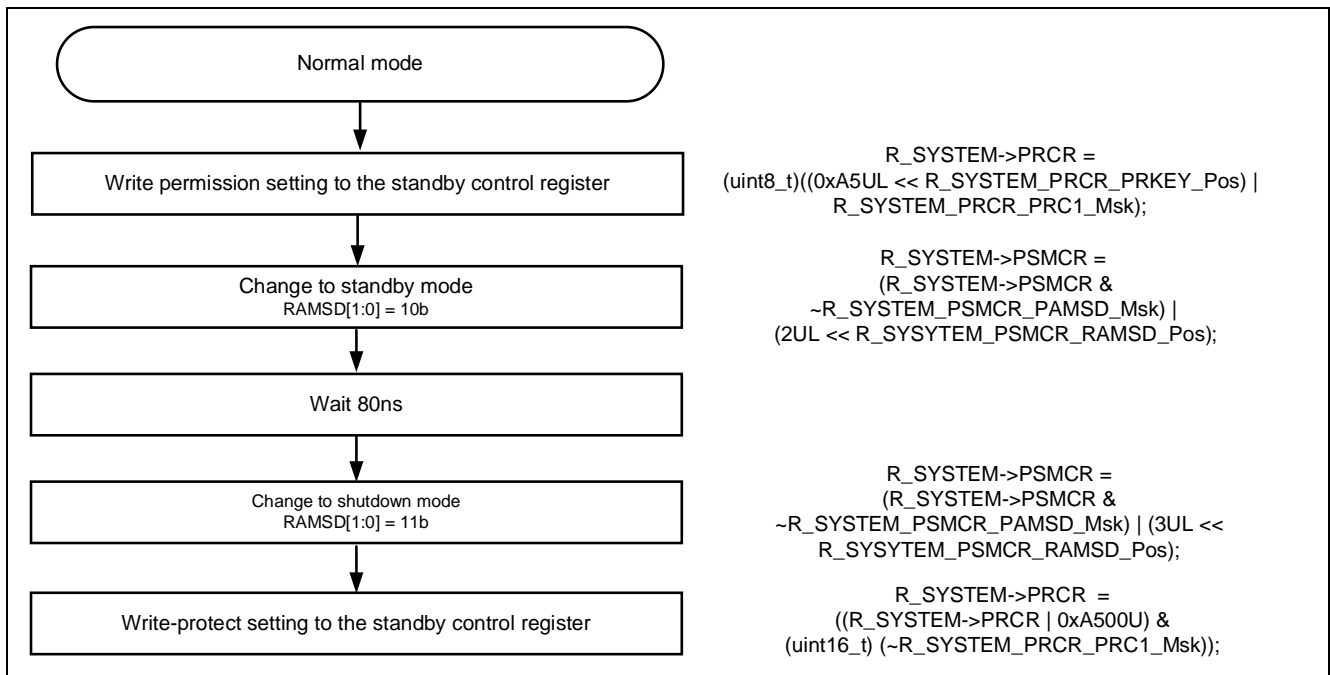 Normal mode
Write permission setting to the standby control register
R_SYSTEM->PRCR =
(uint8_t)((0xA5UL << R_SYSTEM_PRCR_PRKEY_Pos) |
R_SYSTEM_PRCR_PRC1_Msk);
Change to standby mode
RAMSD[1:0] = 10b
R_SYSTEM->PSMCR =
(R_SYSTEM->PSMCR &
~R_SYSTEM_PSMCR_PAMSD_Msk) |
(2UL << R_SYSYTEM_PSMCR_RAMSD_Pos);
Wait 80ns
Change to shutdown mode
RAMSD[1:0] = 11b
R_SYSTEM->PSMCR =
(R_SYSTEM->PSMCR &
~R_SYSTEM_PSMCR_PAMSD_Msk) | (3UL <<
R_SYSYTEM_PSMCR_RAMSD_Pos);
Write-protect setting to the standby control register
R_SYSTEM->PRCR =
((R_SYSTEM->PRCR | 0xA500U) &
(uint16_t) (~R_SYSTEM_PRCR_PRC1_Msk));